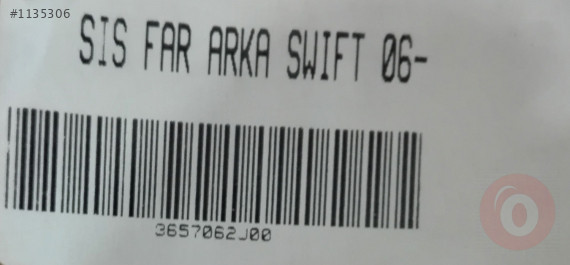 #1135306
SIS FAR ARKA SWIFT 06-
3657062J00